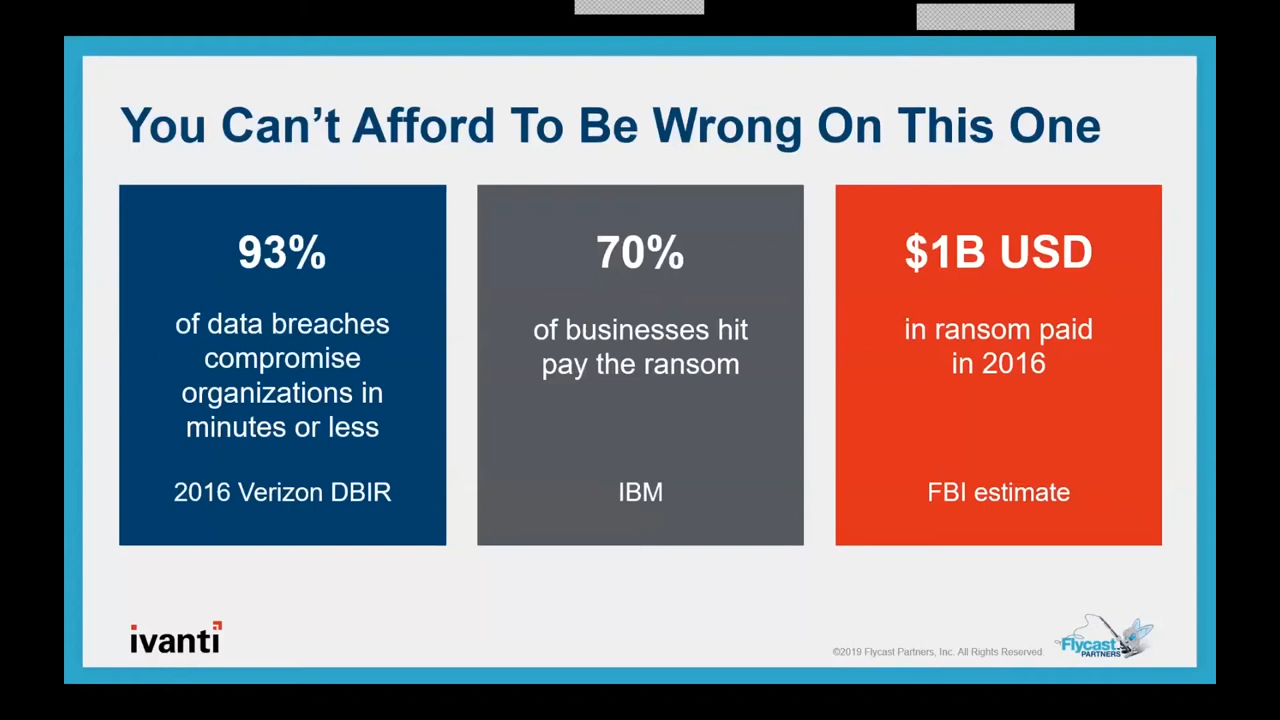 You Can't Afford To Be Wrong On This One
93%
of data breaches
compromise
organizations in
minutes or less
2016 Verizon DBIR
70%
of businesses hit
pay the ransom
IBM
$1B USD
in ransom paid
in 2016
FBI estimate
ivanti
©2019 Flycast Partners, Inc. All Rights Reserved.
Flycast
PARTNERS